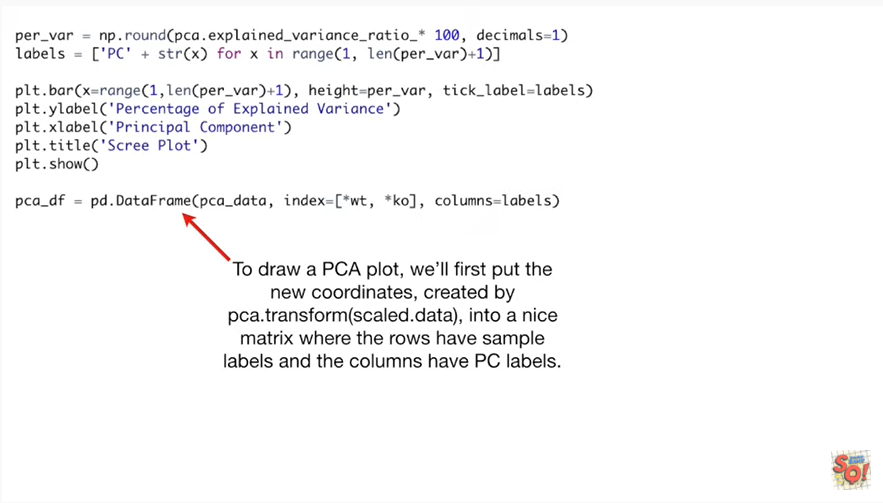 per_var = np.round(pca.explained_variance_ratio_* 100, decimals=1)
labels = ['PC' + str(x) for x in range(1, len(per_var)+1)]
plt.bar(x=range(1,len(per_var)+1), height=per_var, tick_label=labels)
plt.ylabel('Percentage of Explained Variance')
plt.xlabel('Principal Component')
plt.title('Scree Plot')
plt.show()
pca_df = pd.DataFrame(pca_data, index=[*wt, *ko], columns=labels)
To draw a PCA plot, we’ll first put the
new coordinates, created by
pca.transform(scaled.data), into a nice
matrix where the rows have sample
labels and the columns have PC labels.
SQ!